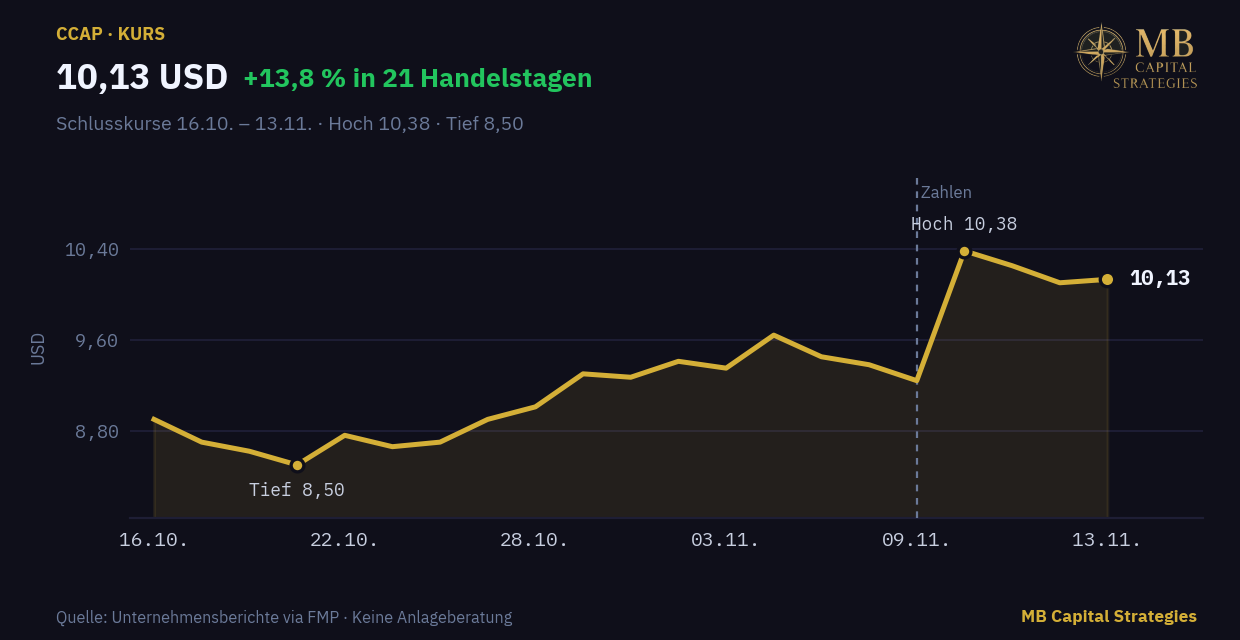 CCAP · KURS
10,13 USD +13,8 % in 21 Handelstagen
Schlusskurse 16.10. – 13.11. · Hoch 10,38 · Tief 8,50
MB
CAPITAL
STRATEGIES
Zahlen
Hoch 10,38
10,40
10,13
9,60
USD
8,80
Tief 8,50
16.10. 22.10. 28.10. 03.11. 09.11. 13.11.
Quelle: Unternehmensberichte via FMP · Keine Anlageberatung
MB Capital Strategies